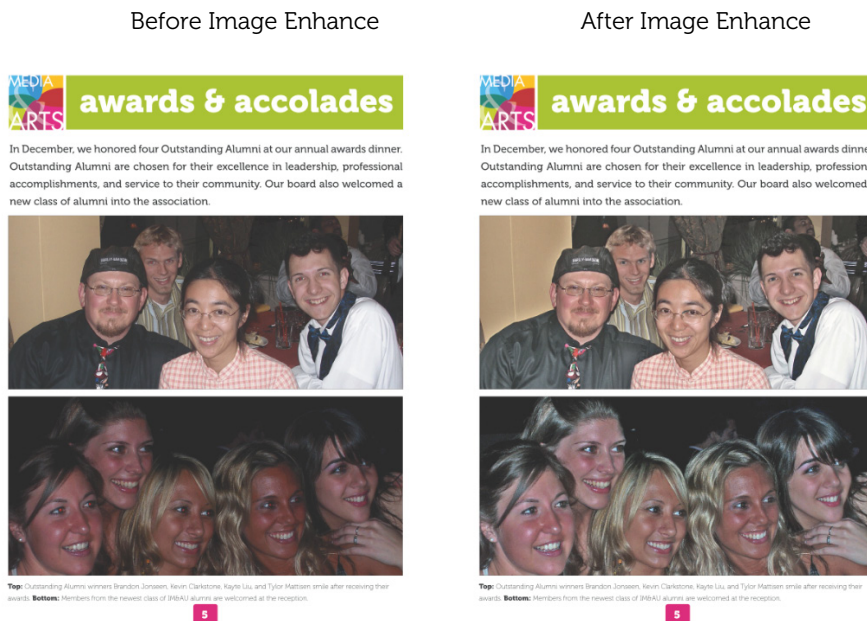 Before Image Enhance
After Image Enhance
MEDIA
&
ARTS
awards & accolades
In December, we honored four Outstanding Alumni at our annual awards dinner.
Outstanding Alumni are chosen for their excellence in leadership, professional
accomplishments, and service to their community. Our board also welcomed a
new class of alumni into the association.
Top: Outstanding Alumni winners Brandon Jonseen, Kevin Clarkstone, Kayte Liu, and Tylor Mattsen smile after receiving their
awards. Bottom: Members from the newest class of IM&AU alumni are welcomed at the reception.
5
MEDIA
&
ARTS
awards & accolades
In December, we honored four Outstanding Alumni at our annual awards dinne
Outstanding Alumni are chosen for their excellence in leadership, profession
accomplishments, and service to their community. Our board also welcomed
new class of alumni into the association.
Top: Outstanding Alumni winners Brandon Jonseen, Kevin Clarkstone, Kayte Liu, and Tylor Mattsen smile after receiving their
awards. Bottom: Members from the newest class of IM&AU alumni are welcomed at the reception.
5